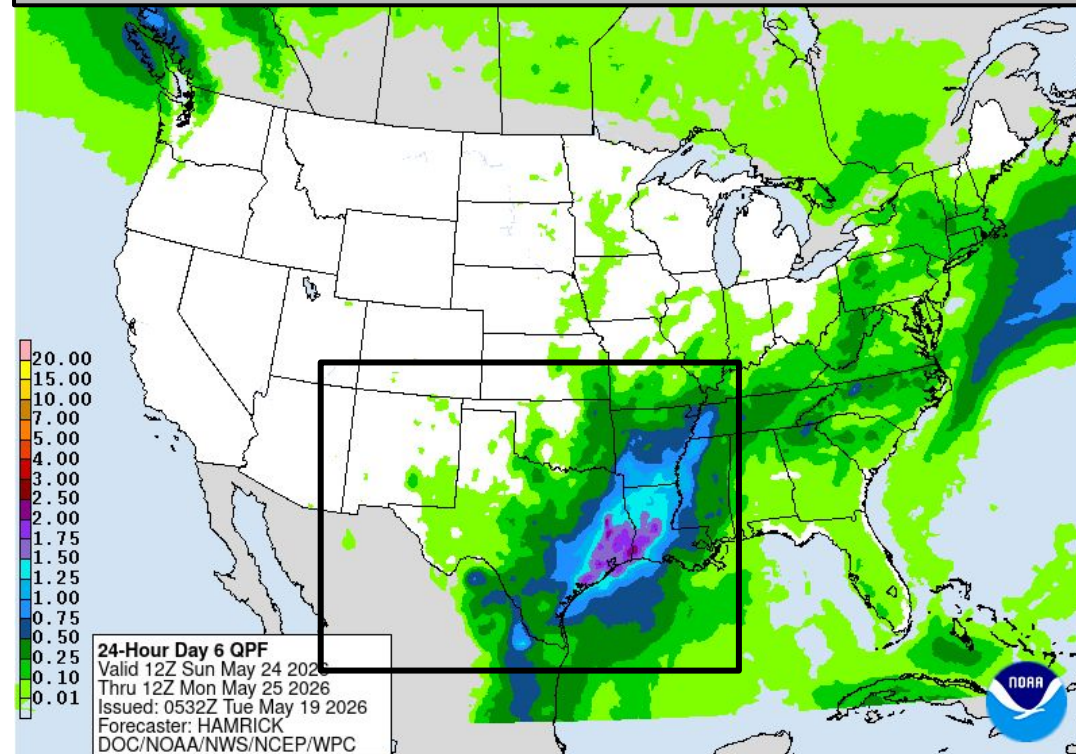 20.00
15.00
10.00
7.00
5.00
4.00
3.00
2.50
2.00
1.75
1.50
1.25
1.00
0.75
0.50
0.25
0.10
0.01
24-Hour Day 6 QPF
Valid 12Z Sun May 24 2026
Thru 12Z Mon May 25 2026
Issued: 0532Z Tue May 19 2026
Forecaster: HAMRICK
DOC/NOAA/NWS/NCEP/WPC
NOAA